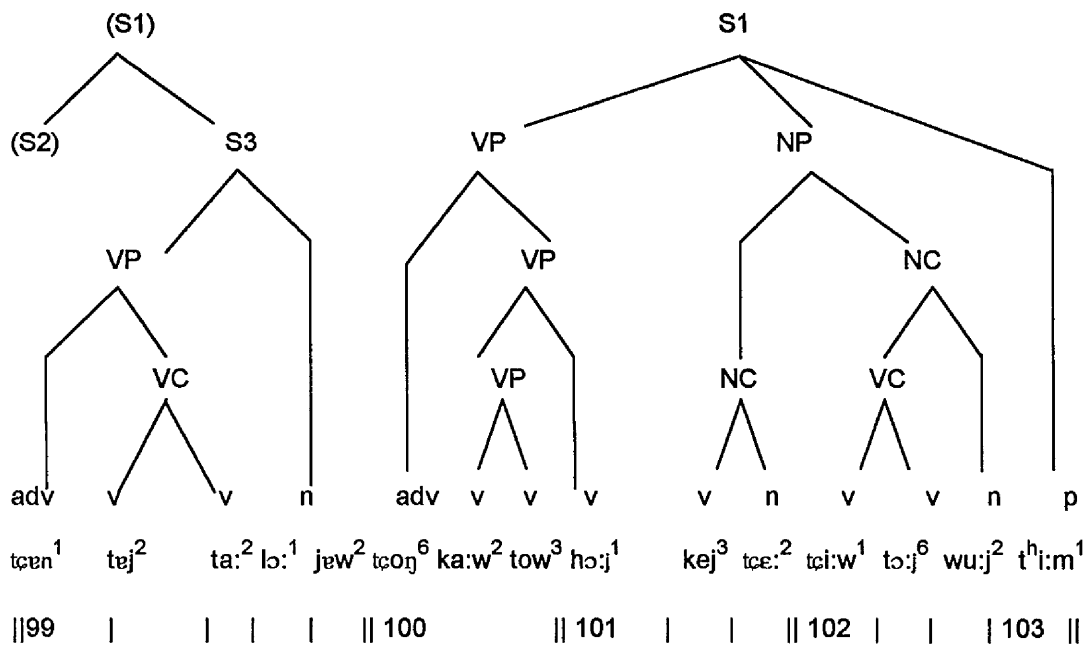 (S1) S1
(S2) S3 VP NP
VP VP NC
VC VP NC VC
adv v v n adv v v v v n v v n p
tɕɐn¹ tɐj² ta:² lɔ:¹ jɐw² tɕoŋ⁶ ka:w² tow³ hɔ:j¹ kej³ tɕɛ:² tɕi:w¹ tɔ:j⁶ wu:j² tʰi:m¹
||99 | | | | || 100 || 101 | | || 102 | | | 103 ||